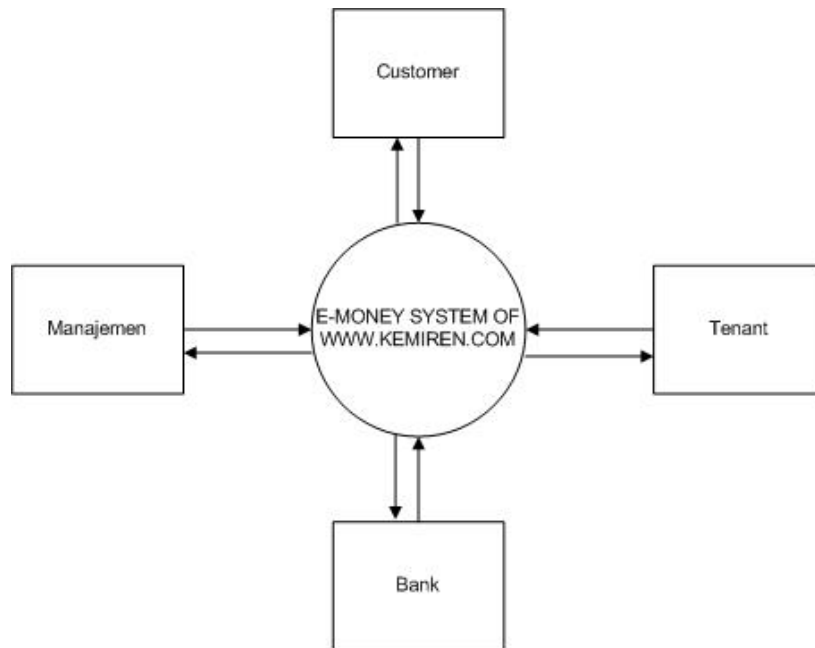 Customer
Manajemen
E-MONEY SYSTEM OF
WWW.KEMIREN.COM
Tenant
Bank